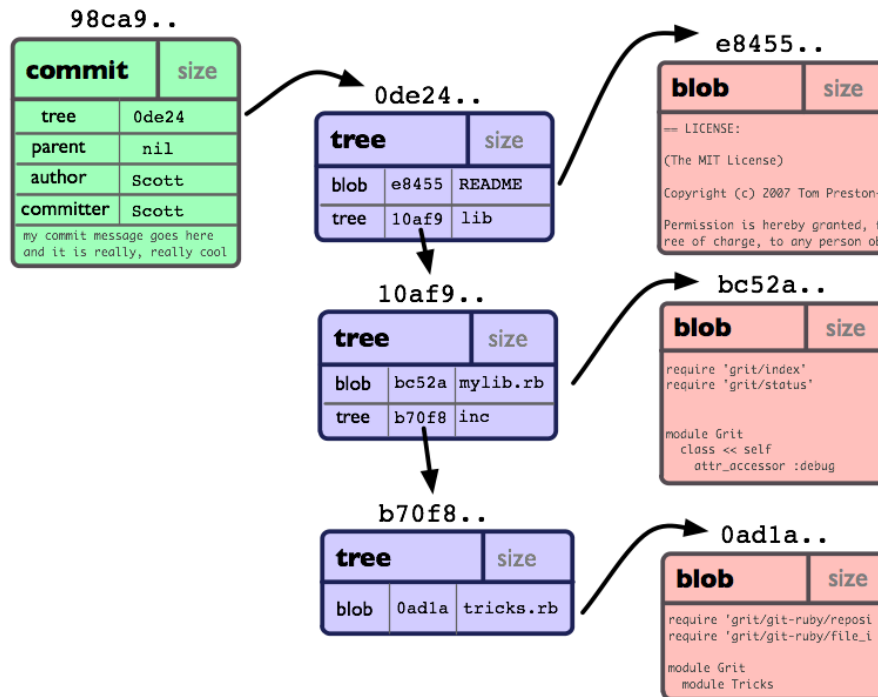 98ca9..
commit size
tree 0de24
parent nil
author Scott
committer Scott
my commit message goes here
and it is really, really cool
0de24..
tree size
blob e8455 README
tree 10af9 lib
10af9..
tree size
blob bc52a mylib.rb
tree b70f8 inc
b70f8..
tree size
blob 0ad1a tricks.rb
e8455..
blob size
== LICENSE:
(The MIT License)
Copyright (c) 2007 Tom Preston-
Permission is hereby granted, f
ree of charge, to any person ob
bc52a..
blob size
require 'grit/index'
require 'grit/status'
module Grit
class << self
attr_accessor :debug
0ad1a..
blob size
require 'grit/git-ruby/reposi
require 'grit/git-ruby/file_i
module Grit
module Tricks